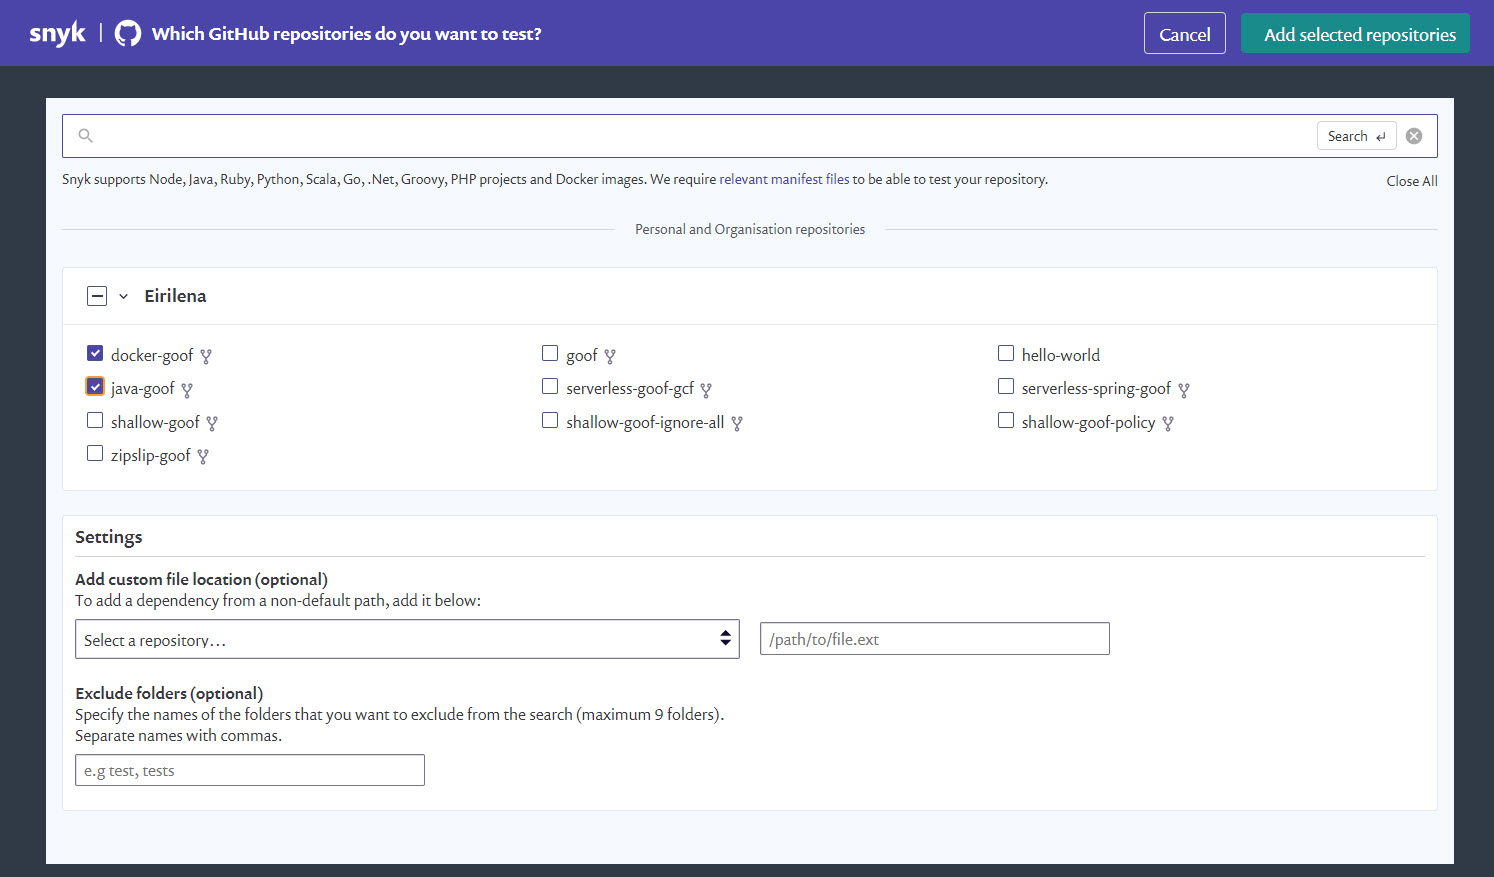 snyk | Which GitHub repositories do you want to test?
Cancel
Add selected repositories
Search ↵
Snyk supports Node, Java, Ruby, Python, Scala, Go, .Net, Groovy, PHP projects and Docker images. We require relevant manifest files to be able to test your repository.
Close All
Personal and Organisation repositories
Eirilena
docker-goof
goof
hello-world
java-goof
serverless-goof-gcf
serverless-spring-goof
shallow-goof
shallow-goof-ignore-all
shallow-goof-policy
zipslip-goof
Settings
Add custom file location (optional)
To add a dependency from a non-default path, add it below:
Select a repository...
/path/to/file.ext
Exclude folders (optional)
Specify the names of the folders that you want to exclude from the search (maximum 9 folders).
Separate names with commas.
e.g test, tests